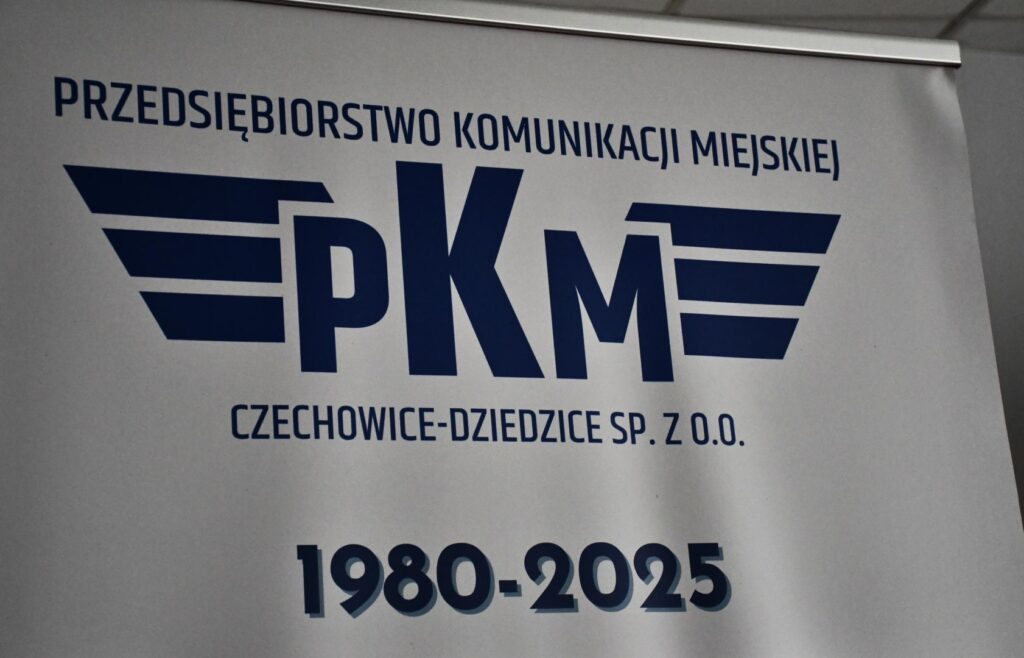 PRZEDSIĘBIORSTWO KOMUNIKACJI MIEJSKIEJ
PKM
CZECHOWICE-DZIEDZICE SP. Z O.O.
1980-2025